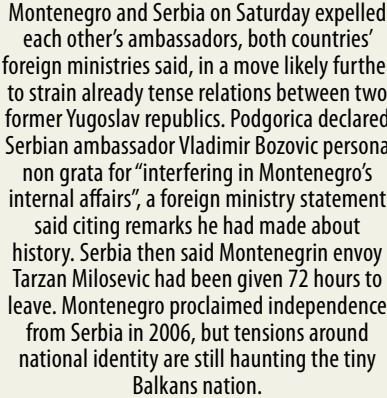 Montenegro and Serbia on Saturday expelled
each other’s ambassadors, both countries’
foreign ministries said, in a move likely furthe
to strain already tense relations between two
former Yugoslav republics. Podgorica declared
Serbian ambassador Vladimir Bozovic persona
non grata for “interfering in Montenegro’s
internal affairs”, a foreign ministry statement
said citing remarks he had made about
history. Serbia then said Montenegrin envoy
Tarzan Milosevic had been given 72 hours to
leave. Montenegro proclaimed independence
from Serbia in 2006, but tensions around
national identity are still haunting the tiny
Balkans nation.